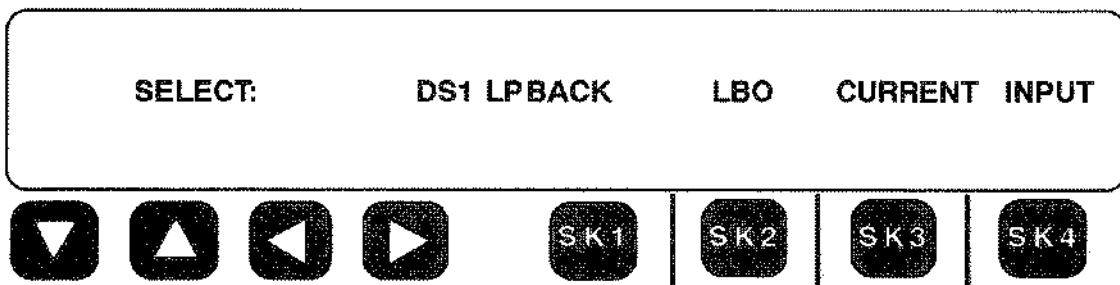 SELECT: DS1 LPBACK LBO CURRENT INPUT
SK1 SK2 SK3 SK4